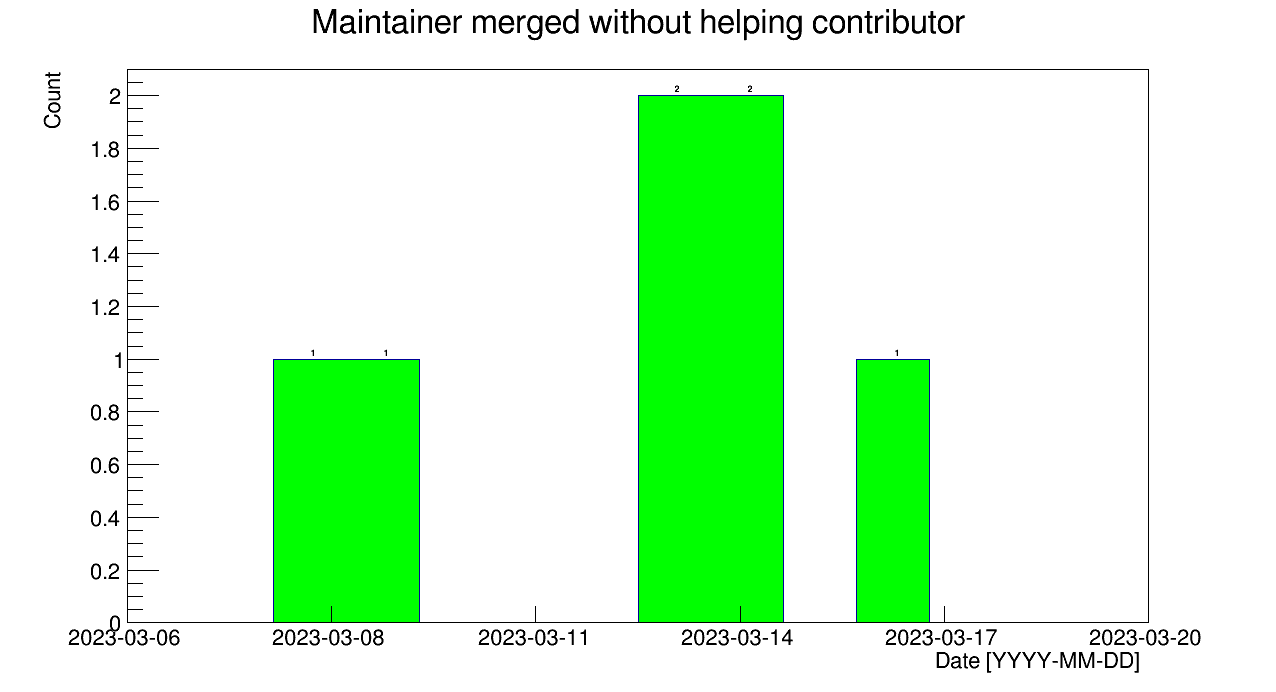 Maintainer merged without helping contributor
Count
2
1.8
1.6
1.4
1.2
1
0.8
0.6
0.4
0.2
0
1 1 2 2 1
2023-03-06 2023-03-08 2023-03-11 2023-03-14 2023-03-17 2023-03-20
Date [YYYY-MM-DD]